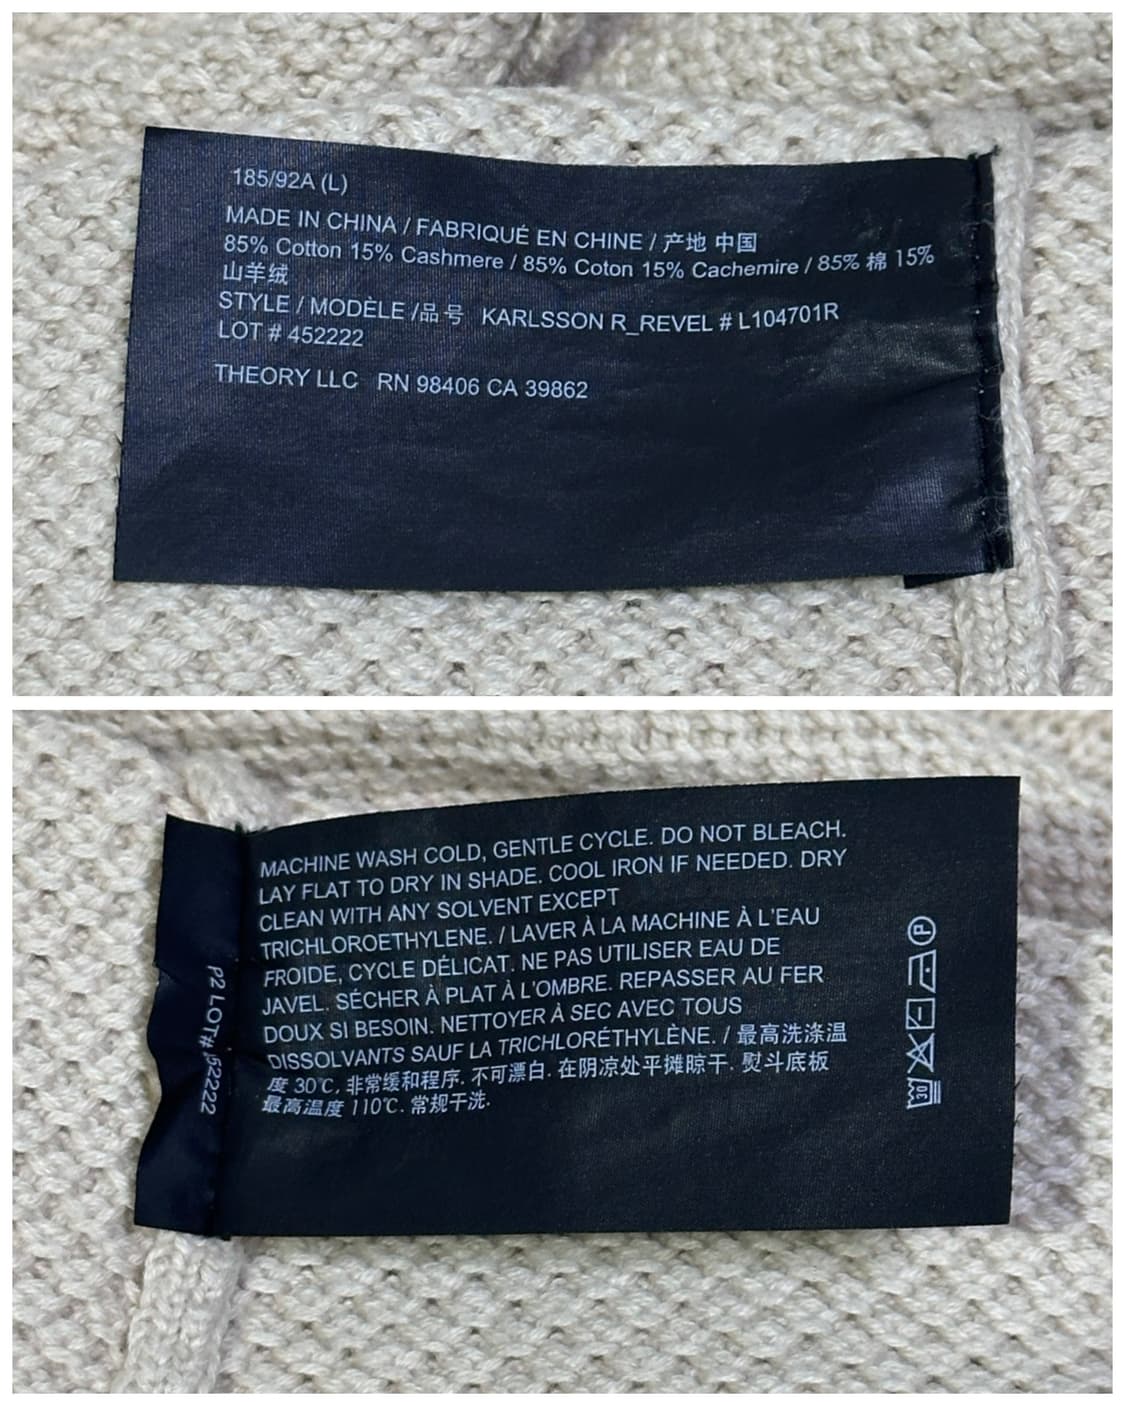 185/92A (L)
MADE IN CHINA / FABRIQUÉ EN CHINE / 产地 中国
85% Cotton 15% Cashmere / 85% Coton 15% Cachemire / 85% 棉 15%
山羊绒
STYLE / MODÈLE /品号 KARLSSON R_REVEL # L104701R
LOT # 452222
THEORY LLC RN 98406 CA 39862
MACHINE WASH COLD, GENTLE CYCLE. DO NOT BLEACH.
LAY FLAT TO DRY IN SHADE. COOL IRON IF NEEDED. DRY
CLEAN WITH ANY SOLVENT EXCEPT
TRICHLOROETHYLENE. / LAVER À LA MACHINE À L'EAU
FROIDE, CYCLE DÉLICAT. NE PAS UTILISER EAU DE
JAVEL. SÉCHER À PLAT À L'OMBRE. REPASSER AU FER
DOUX SI BESOIN. NETTOYER À SEC AVEC TOUS
DISSOLVANTS SAUF LA TRICHLORÉTHYLÈNE. / 最高洗涤温
度 30℃. 非常缓和程序. 不可漂白. 在阴凉处平摊晾干. 熨斗底板
最高温度 110℃. 常规干洗.
P2 LOT#
30
P